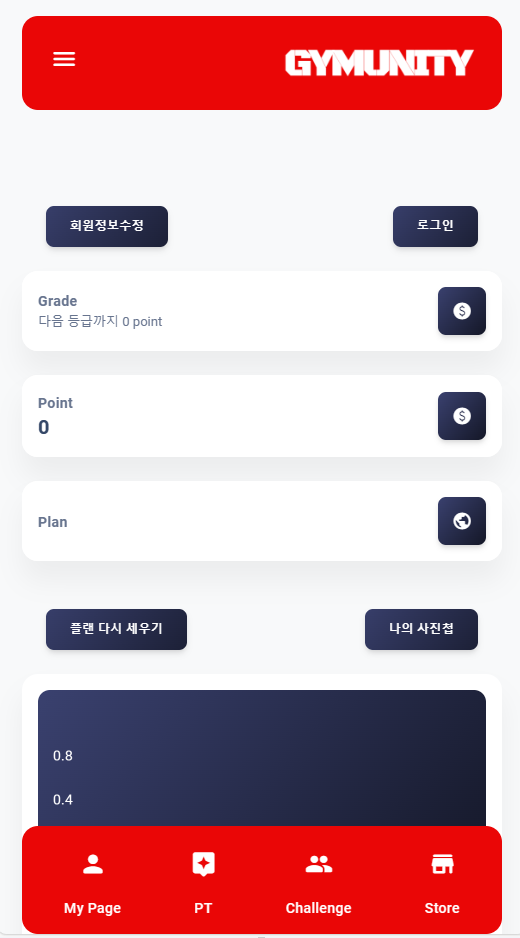 GYMUNITY
회원정보수정
로그인
Grade
다음 등급까지 0 point
Point
0
Plan
플랜 다시 세우기
나의 사진첩
0.8
0.4
My Page
PT
Challenge
Store